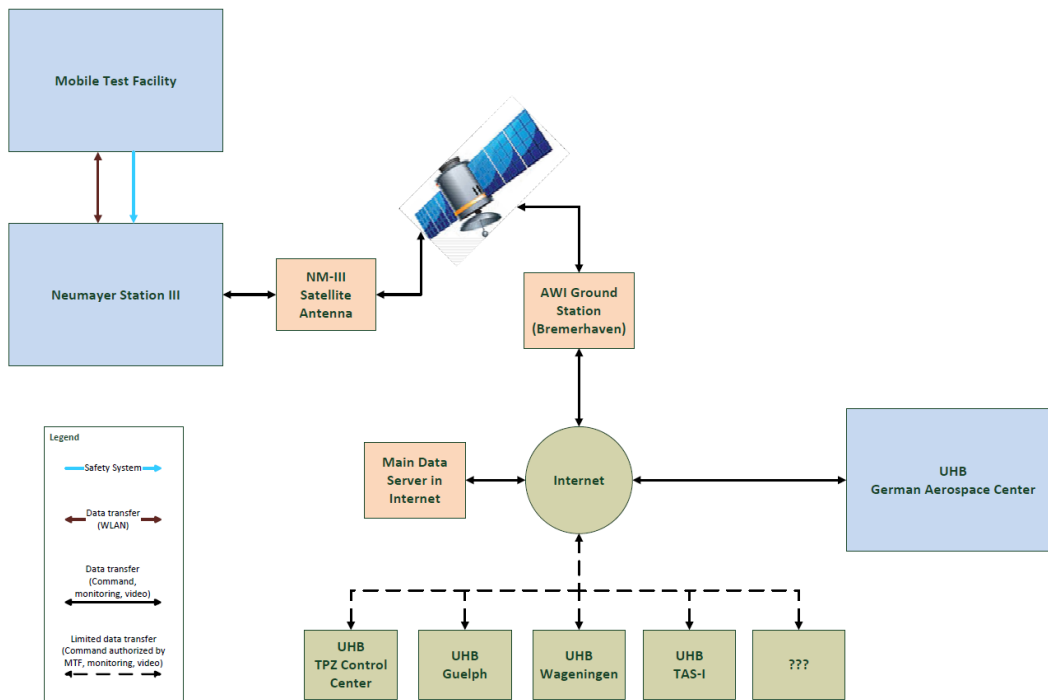 Mobile Test Facility
Neumayer Station III
NM-III
Satellite
Antenna
AWI Ground
Station
(Bremerhaven)
Main Data
Server in
Internet
Internet
UHB
German Aerospace Center
Legend
Safety System
Data transfer
(WLAN)
Data transfer
(Command,
monitoring, video)
Limited data transfer
(Command authorized by
MTF, monitoring, video)
UHB
TPZ Control
Center
UHB
Guelph
UHB
Wageningen
UHB
TAS-I
???